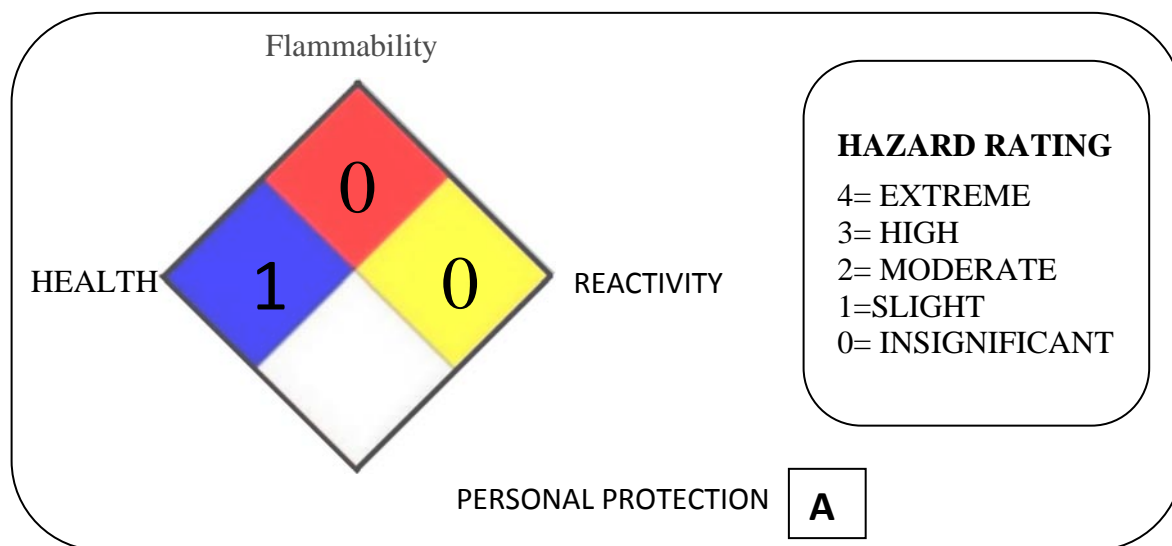 Flammability
0
HEALTH
1
0
REACTIVITY
HAZARD RATING
4= EXTREME
3= HIGH
2= MODERATE
1=SLIGHT
0= INSIGNIFICANT
PERSONAL PROTECTION A